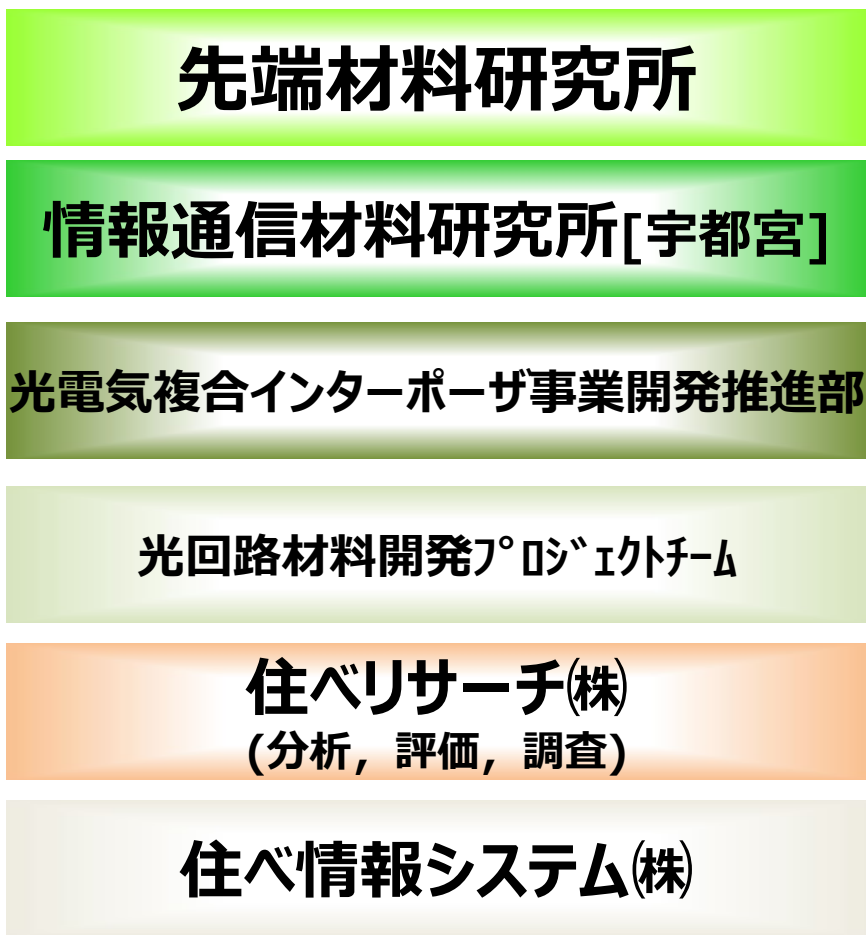 先端材料研究所
情報通信材料研究所[宇都宮]
光電気複合インターポーザ事業開発推進部
光回路材料開発ﾌﾟﾛｼﾞｪｸﾄﾁｰﾑ
住べリサーチ㈱
(分析，評価，調査)
住べ情報システム㈱